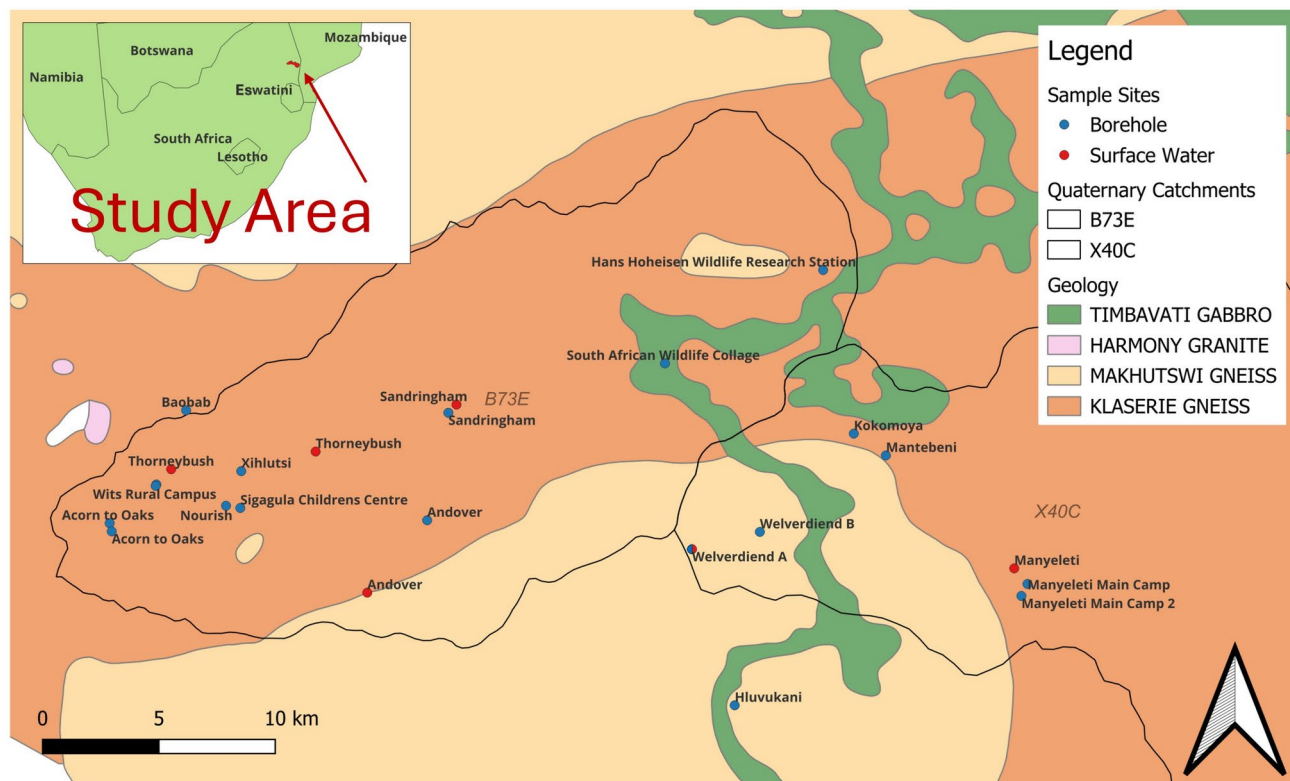 Mozambique
Botswana
Namibia
Eswatini
South Africa
Lesotho
Study Area
Legend
Sample Sites
Borehole
Surface Water
Quaternary Catchments
B73E
X40C
Geology
TIMBAVATI GABBRO
HARMONY GRANITE
MAKHUTSWI GNEISS
KLASERIE GNEISS
Hans Hoheisen Wildlife Research Station
South African Wildlife Collage
Baobab
Sandringham
B73E
Sandringham
Kokomoya
Thorneybush
Mantebeni
Thorneybush
Xihlutsi
Wits Rural Campus
Sigagula Childrens Centre
Nourish
Acorn to Oaks
Andover
Acorn to Oaks
Welverdiend B
X40C
Welverdiend A
Manyeleti
Andover
Manyeleti Main Camp
Manyeleti Main Camp 2
Hluvukani
0 5 10 km